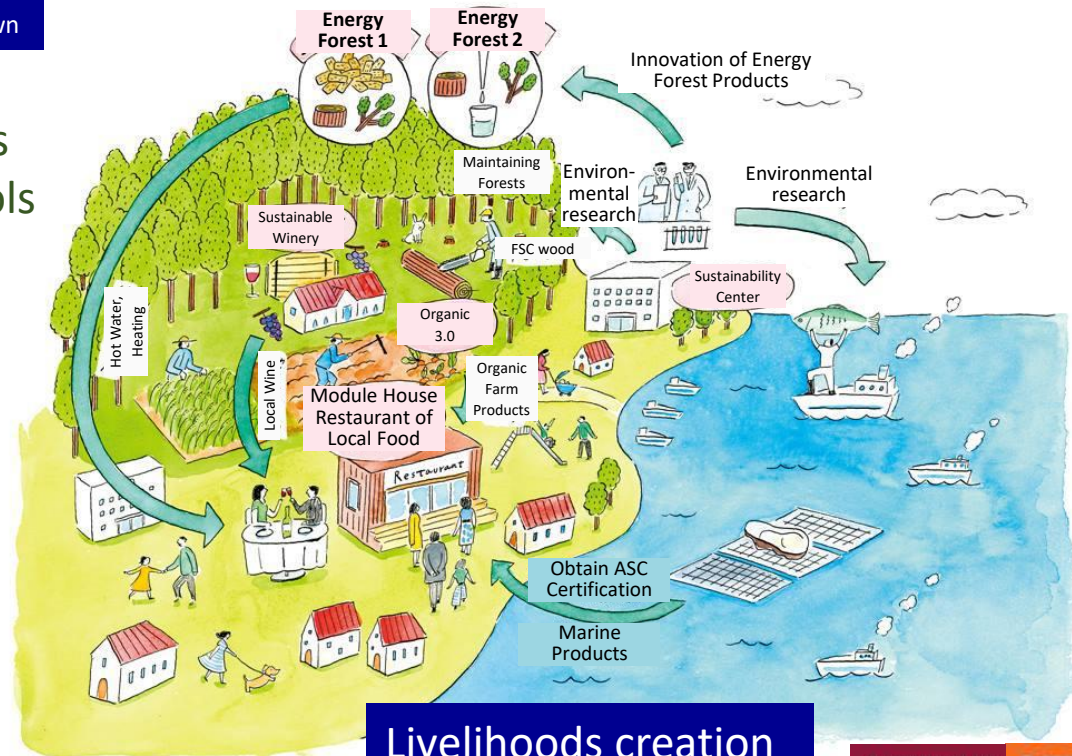 wn
s
ols
Energy
Forest 1
Energy
Forest 2
Innovation of Energy
Forest Products
Maintaining
Forests
Environ-
mental
research
Environmental
research
Sustainable
Winery
FSC wood
Sustainability
Center
Hot Water,
Heating
Organic
3.0
Local Wine
Organic
Farm
Products
Module House
Restaurant of
Local Food
Restaurant
Obtain ASC
Certification
Marine
Products
Livelihoods creation